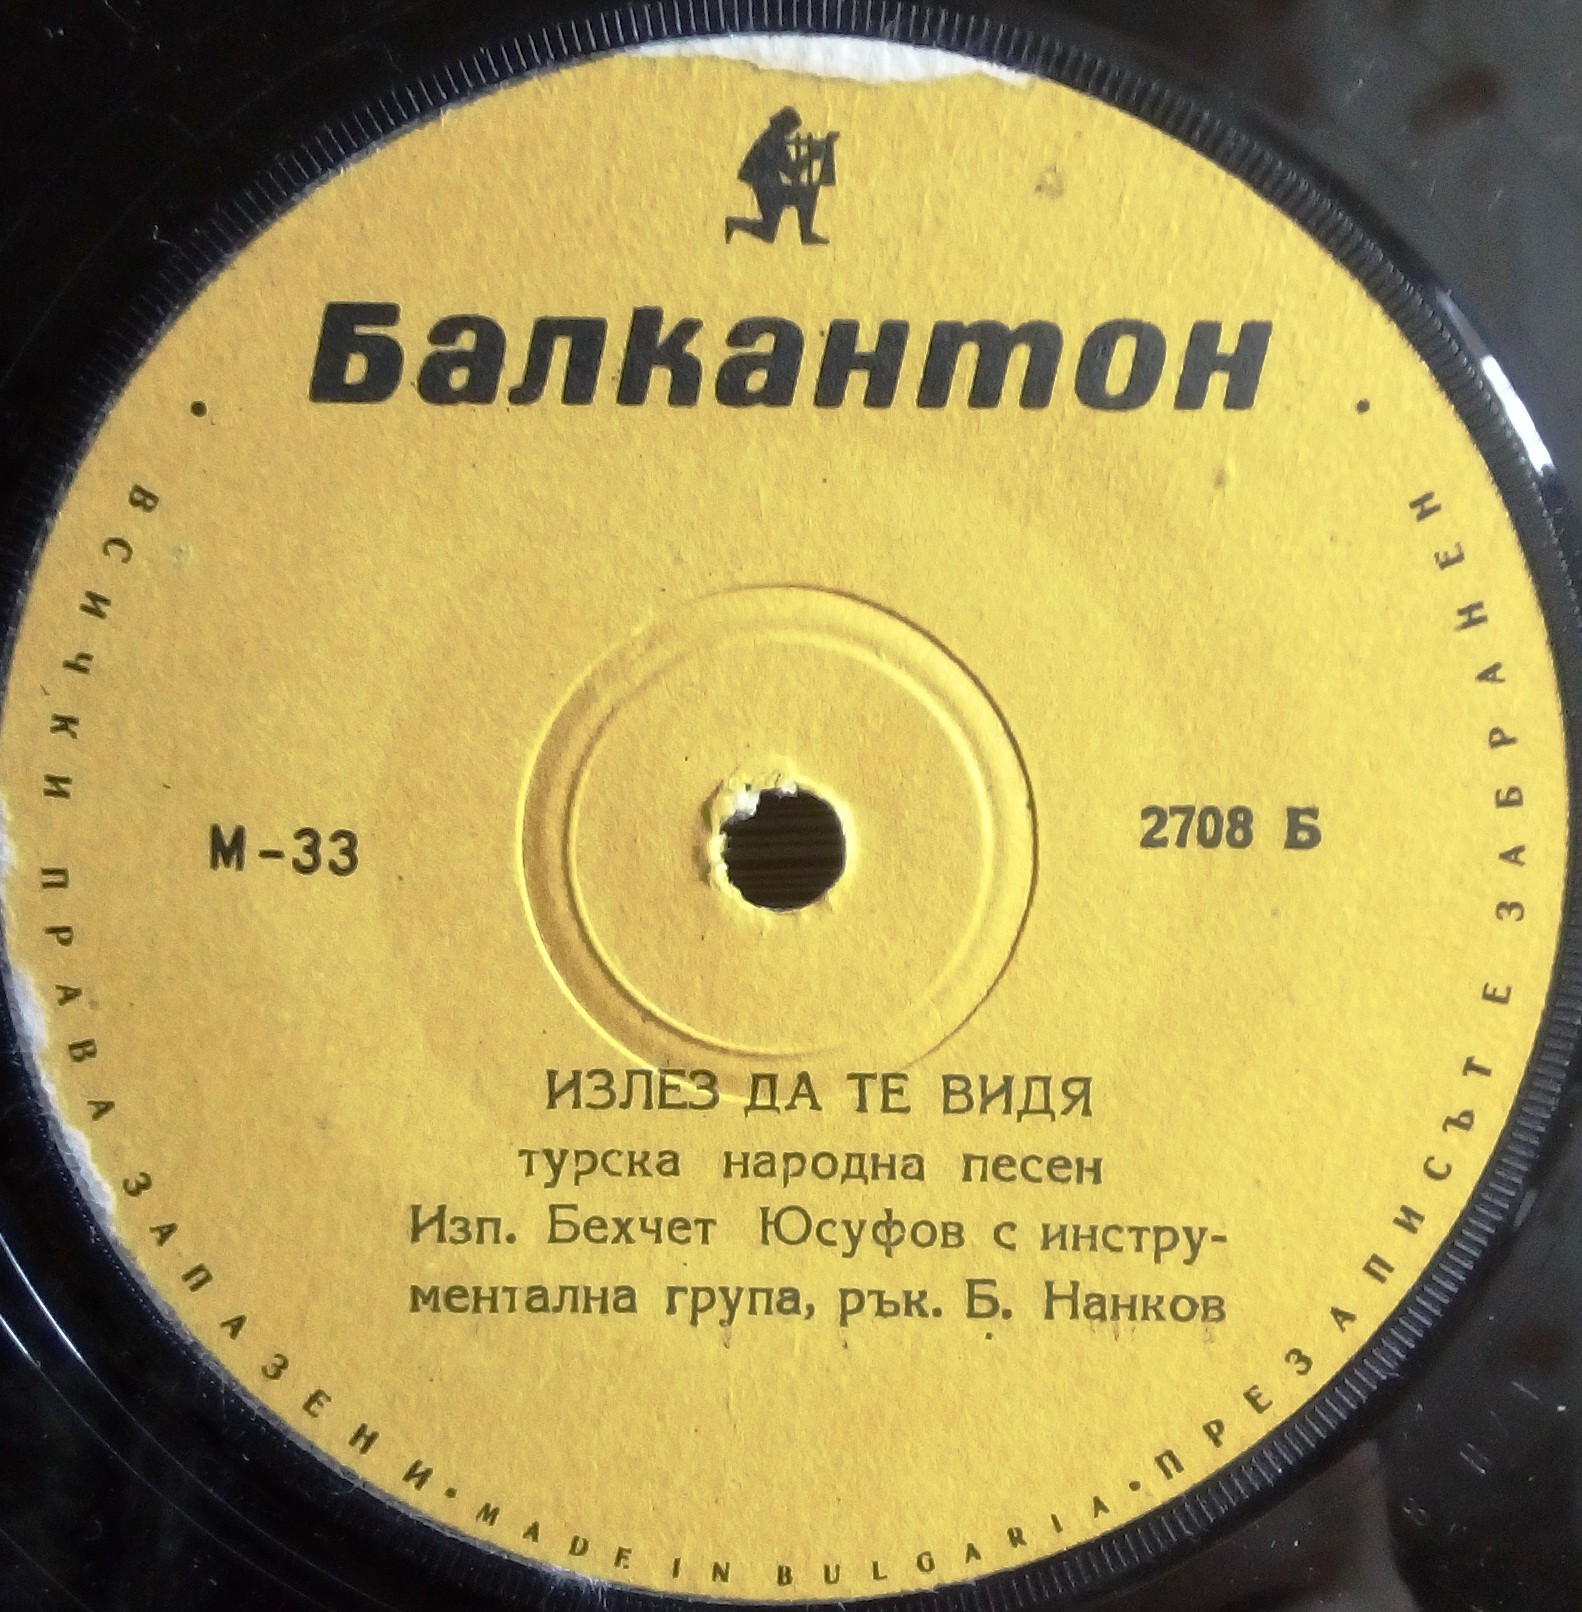 Балкантон
М-33
2708 Б
ИЗЛЕЗ ДА ТЕ ВИДЯ
турска народна песен
Изп. Бехчет Юсуфов с инстру-
ментална група, рък. Б. Нанков
• ВСИЧКИ ПРАВА ЗАПАЗЕНИ • MADE IN BULGARIA • ПРЕЗАПИСЪТ Е ЗАБРАНЕН •